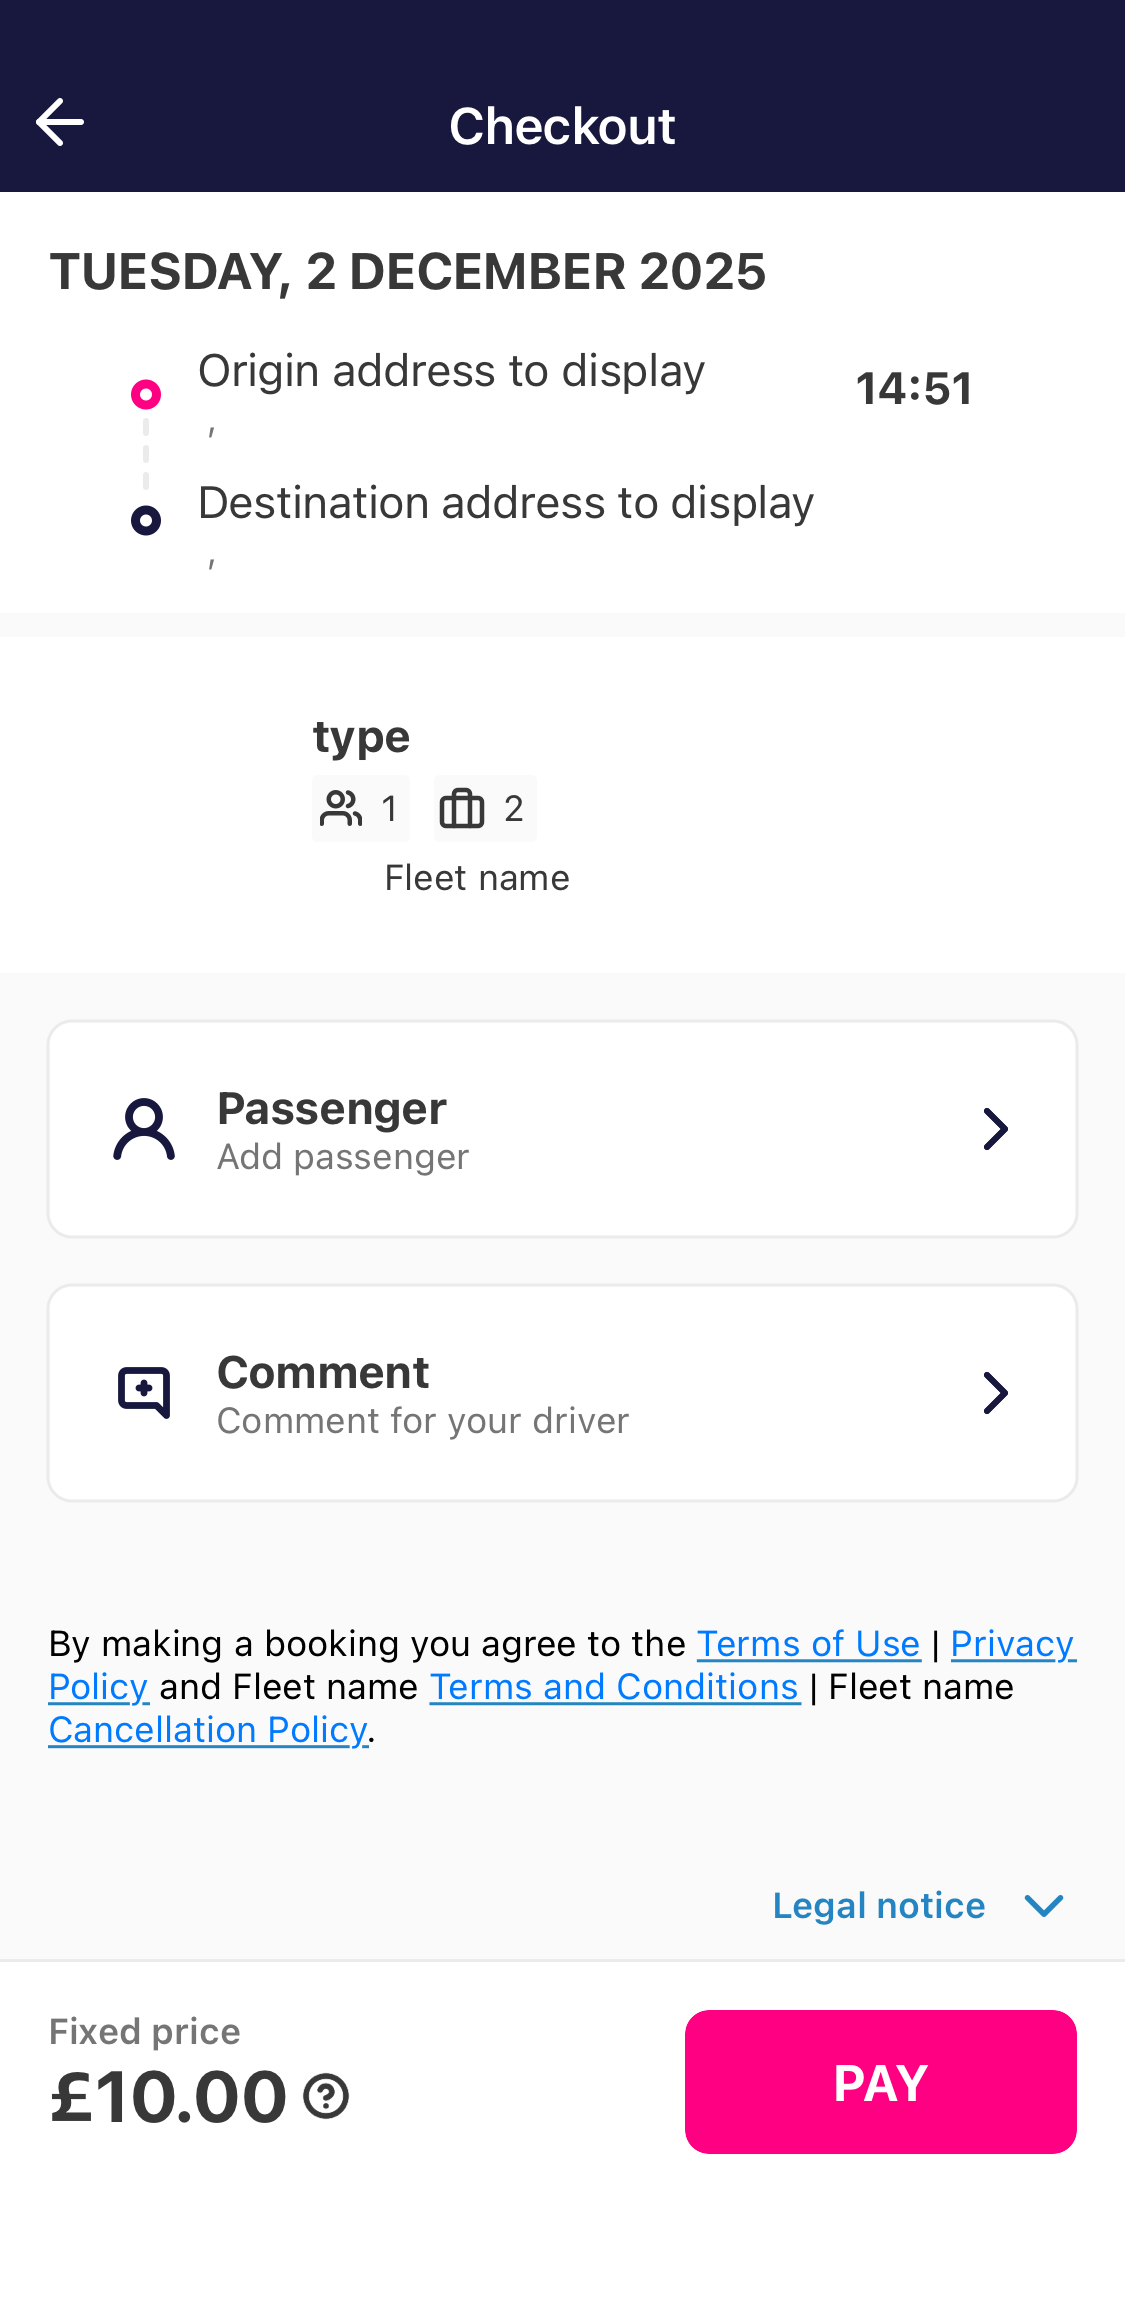 Checkout
TUESDAY, 2 DECEMBER 2025
Origin address to display
14:51
,
Destination address to display
,
type
1 2
Fleet name
Passenger
Add passenger
Comment
Comment for your driver
By making a booking you agree to the Terms of Use | Privacy
Policy and Fleet name Terms and Conditions | Fleet name
Cancellation Policy.
Legal notice
Fixed price
£10.00
PAY